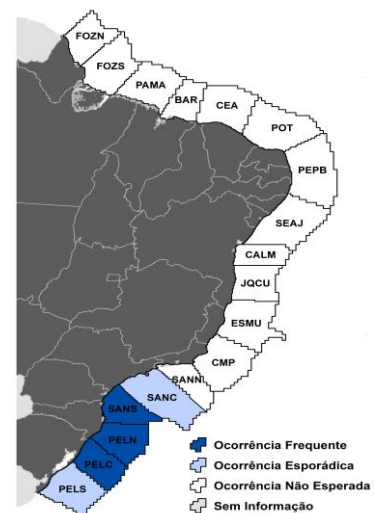 FOZN
FOZS
PAMA
BAR
CEA
POT
PEPB
SEAJ
CALM
JQCU
ESMU
CMP
SANN
SANC
SANS
PELN
PELC
PELS
Ocorrência Frequente
Ocorrência Esporádica
Ocorrência Não Esperada
Sem Informação